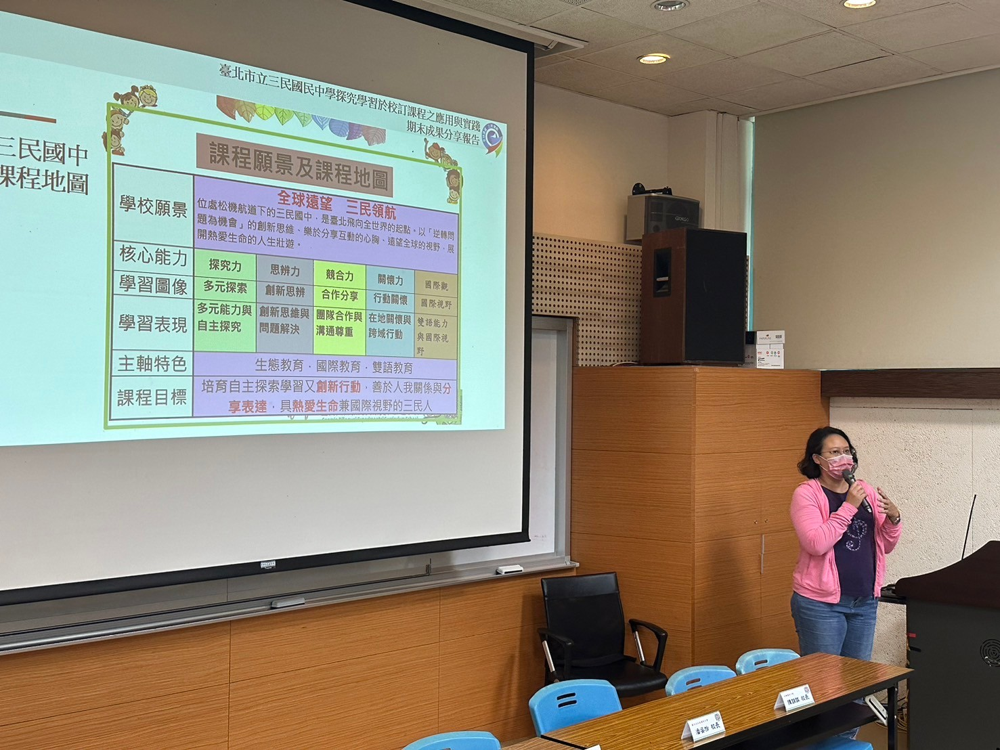 臺北市立三民國民中學探究學習於校訂課程之應用與實踐
期末成果分享報告
三民國中
課程地圖
課程願景及課程地圖
學校願景
全球遠望 三民領航
位處松機航道下的三民國中，是臺北飛向全世界的起點。以「逆轉問
題為機會」的創新思維、樂於分享互動的心胸、遠望全球的視野，展
開熱愛生命的人生壯遊。
核心能力 探究力 思辨力 競合力 關懷力 國際觀
學習圖像 多元探索 創新思辨 合作分享 行動關懷 國際視野
學習表現
多元能力與
自主探究
創新思維與
問題解決
團隊合作與
溝通尊重
在地關懷與
跨域行動
雙語能力
與國際視
野
主軸特色 生態教育．國際教育．雙語教育
課程目標
培育自主探索學習又創新行動，善於人我關係與分
享表達，具熱愛生命兼國際視野的三民人
校長
校長